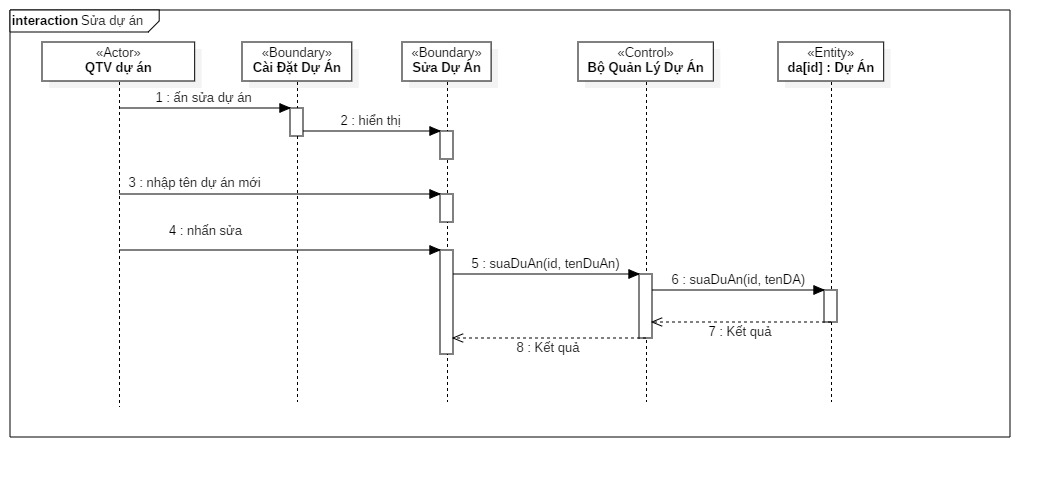 interaction Sửa dự án
«Actor»
QTV dự án
«Boundary»
Cài Đặt Dự Án
«Boundary»
Sửa Dự Án
«Control»
Bộ Quản Lý Dự Án
«Entity»
da[id] : Dự Án
1 : ấn sửa dự án
2 : hiển thị
3 : nhập tên dự án mới
4 : nhấn sửa
5 : suaDuAn(id, tenDuAn)
6 : suaDuAn(id, tenDA)
7 : Kết quả
8 : Kết quả